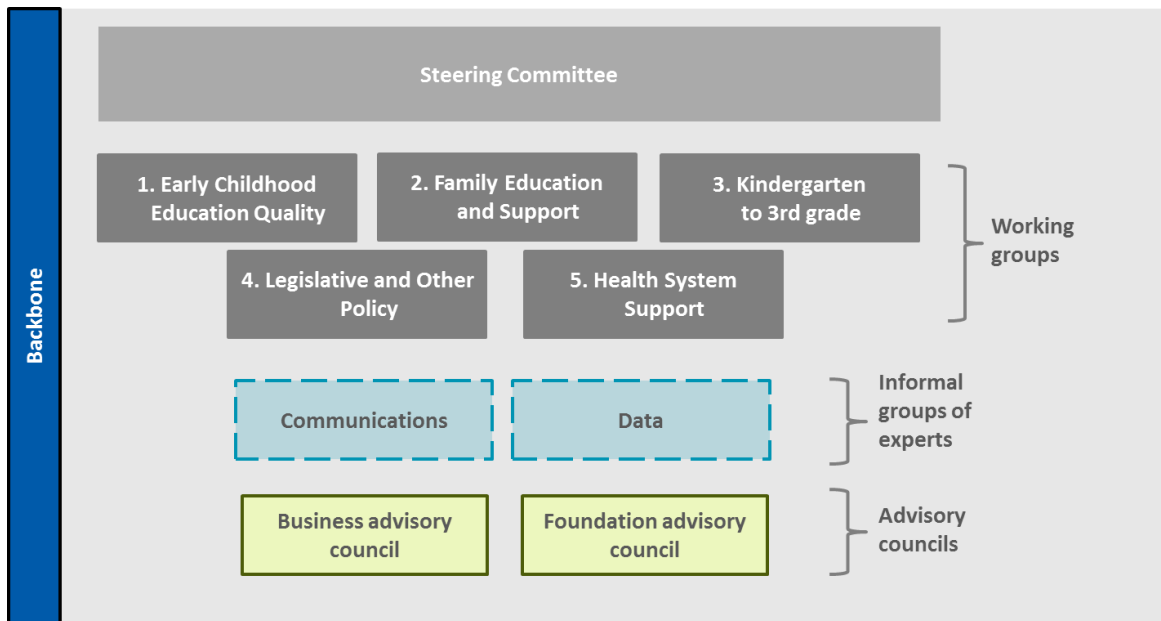 Backbone
Steering Committee
1. Early Childhood
Education Quality
2. Family Education
and Support
3. Kindergarten
to 3rd grade
4. Legislative and Other
Policy
5. Health System
Support
Working
groups
Communications
Data
Informal
groups of
experts
Business advisory
council
Foundation advisory
council
Advisory
councils